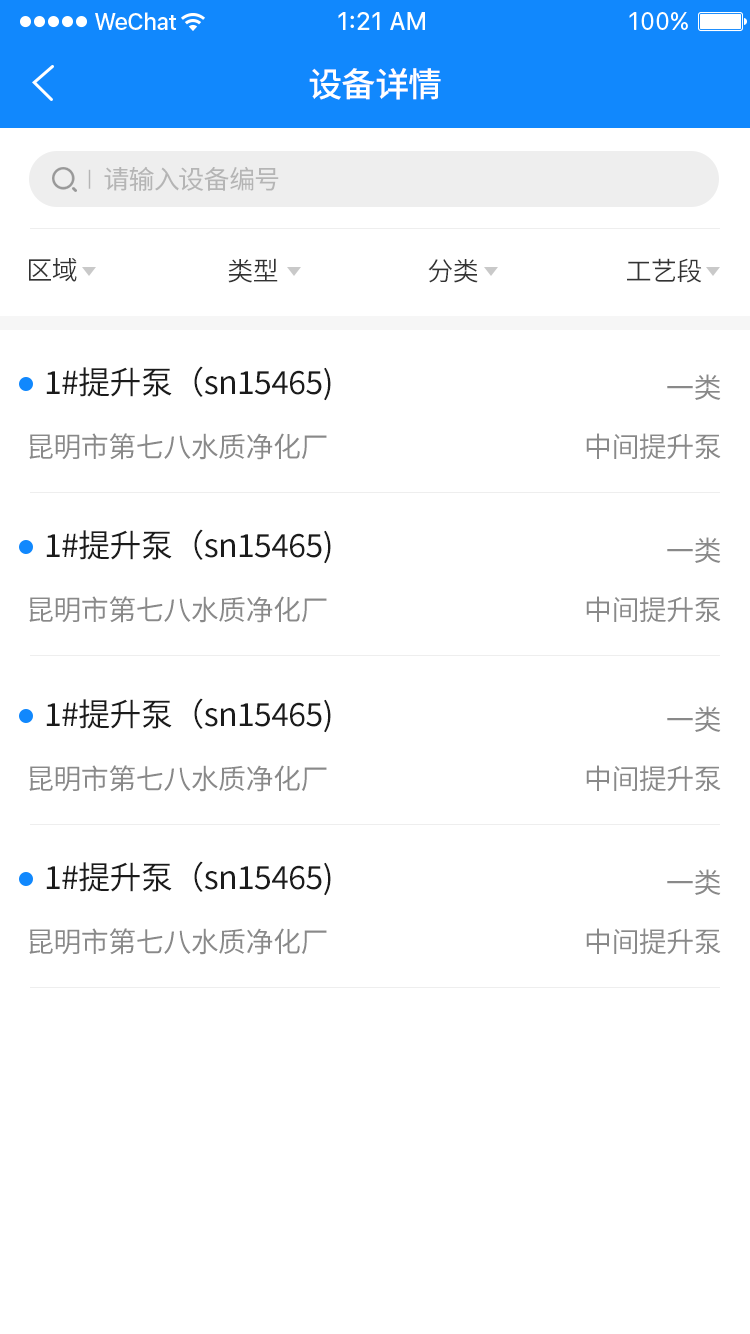 WeChat 1:21 AM 100%
设备详情
请输入设备编号
区域 类型 分类 工艺段
1#提升泵（sn15465) 一类
昆明市第七八水质净化厂 中间提升泵
1#提升泵（sn15465) 一类
昆明市第七八水质净化厂 中间提升泵
1#提升泵（sn15465) 一类
昆明市第七八水质净化厂 中间提升泵
1#提升泵（sn15465) 一类
昆明市第七八水质净化厂 中间提升泵